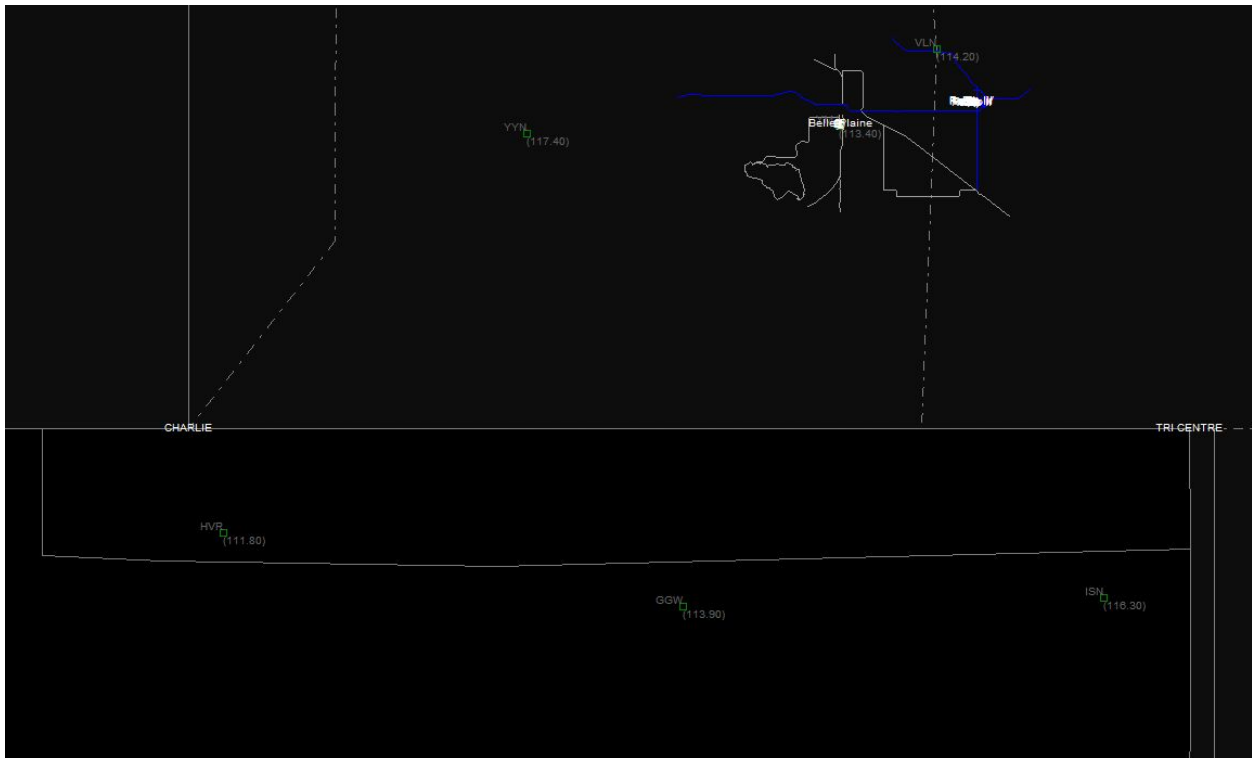 VLN
(114.20)
YYN
(117.40)
Belle Plaine
(113.40)
CHARLIE
TRI CENTRE
HVR
(111.80)
GGW
(113.90)
ISN
(116.30)